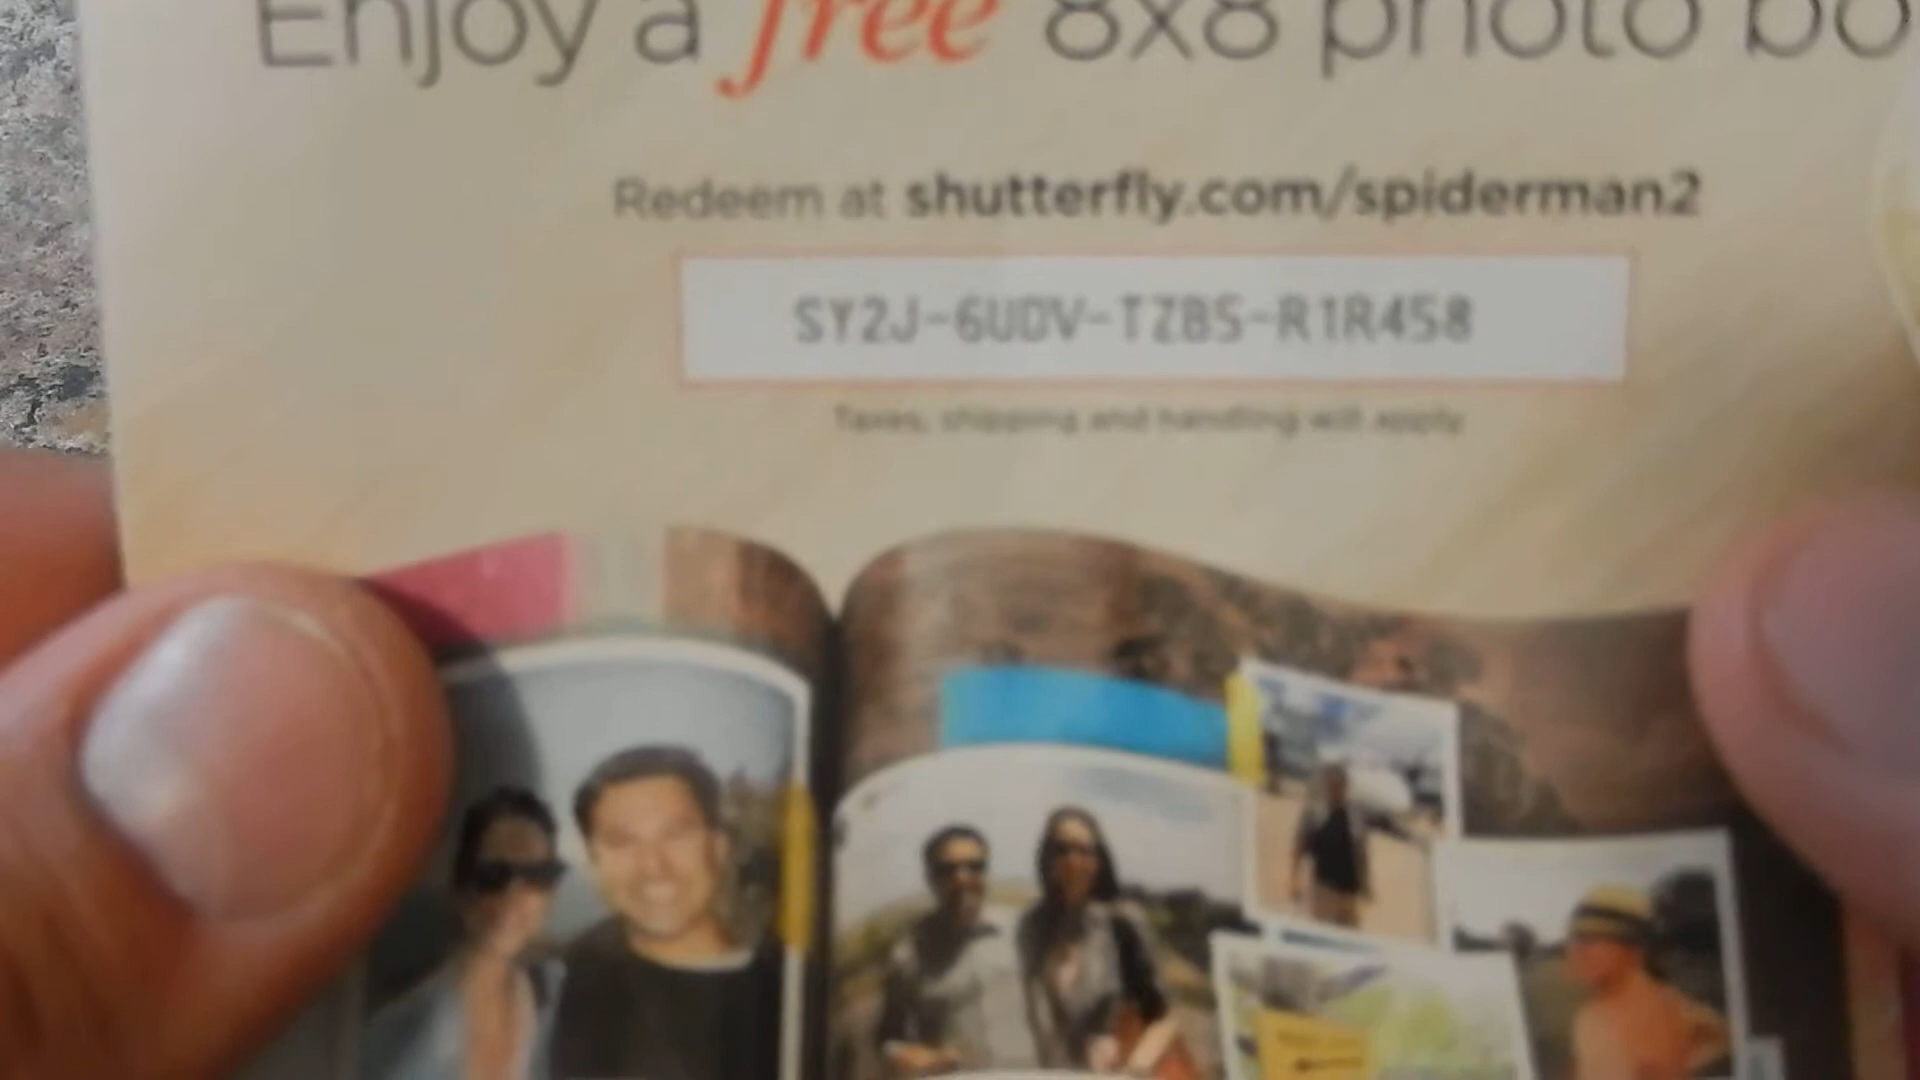 Enjoy a free 8x8 photo bo
Redeem at shutterfly.com/spiderman2
SY2J-6UDV-TZBS-R1R458
Taxes, shipping and handling will apply